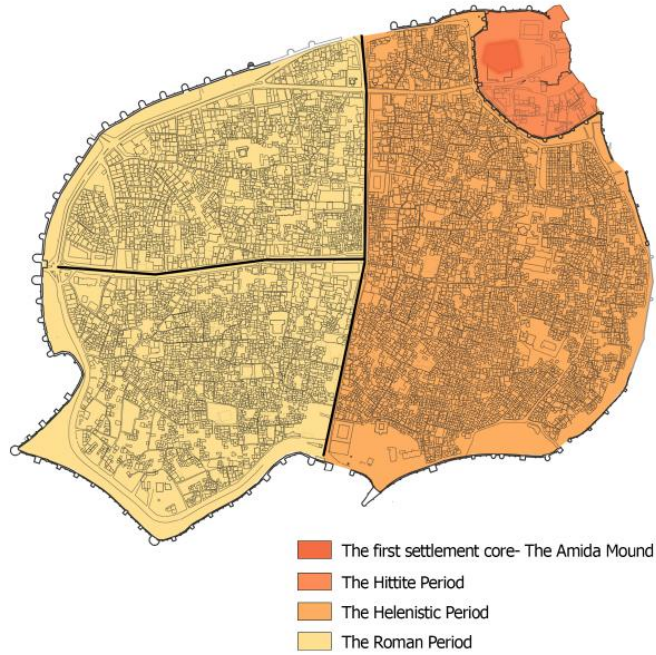 The first settlement core- The Amida Mound
The Hittite Period
The Helenistic Period
The Roman Period